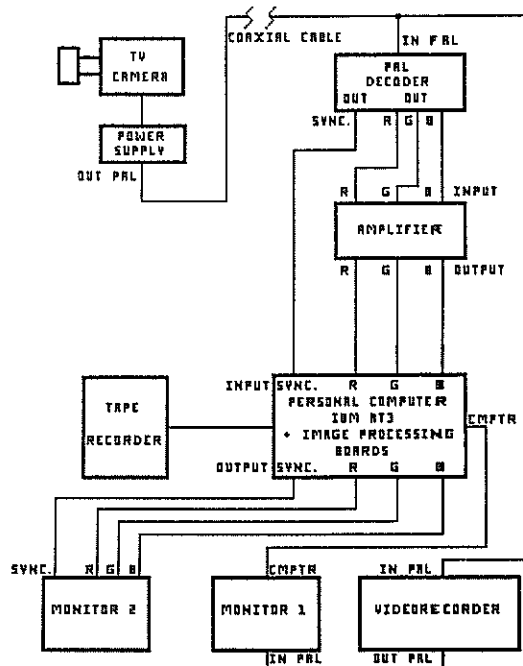 TV
CAMERA
COAXIAL CABLE
IN PAL
PAL
DECODER
OUT OUT
POWER
SUPPLY
SYNC. R G B
OUT PAL
R G B INPUT
AMPLIFIER
R G B OUTPUT
INPUT SYNC. R G B
PERSONAL COMPUTER
IBM AT3
+ IMAGE PROCESSING
BOARDS
CMPTR
TAPE
RECORDER
OUTPUT SYNC. R G B
SYNC. R G B
CMPTR
IN PAL
MONITOR 2
MONITOR 1
VIDEORECORDER
IN PAL
OUT PAL